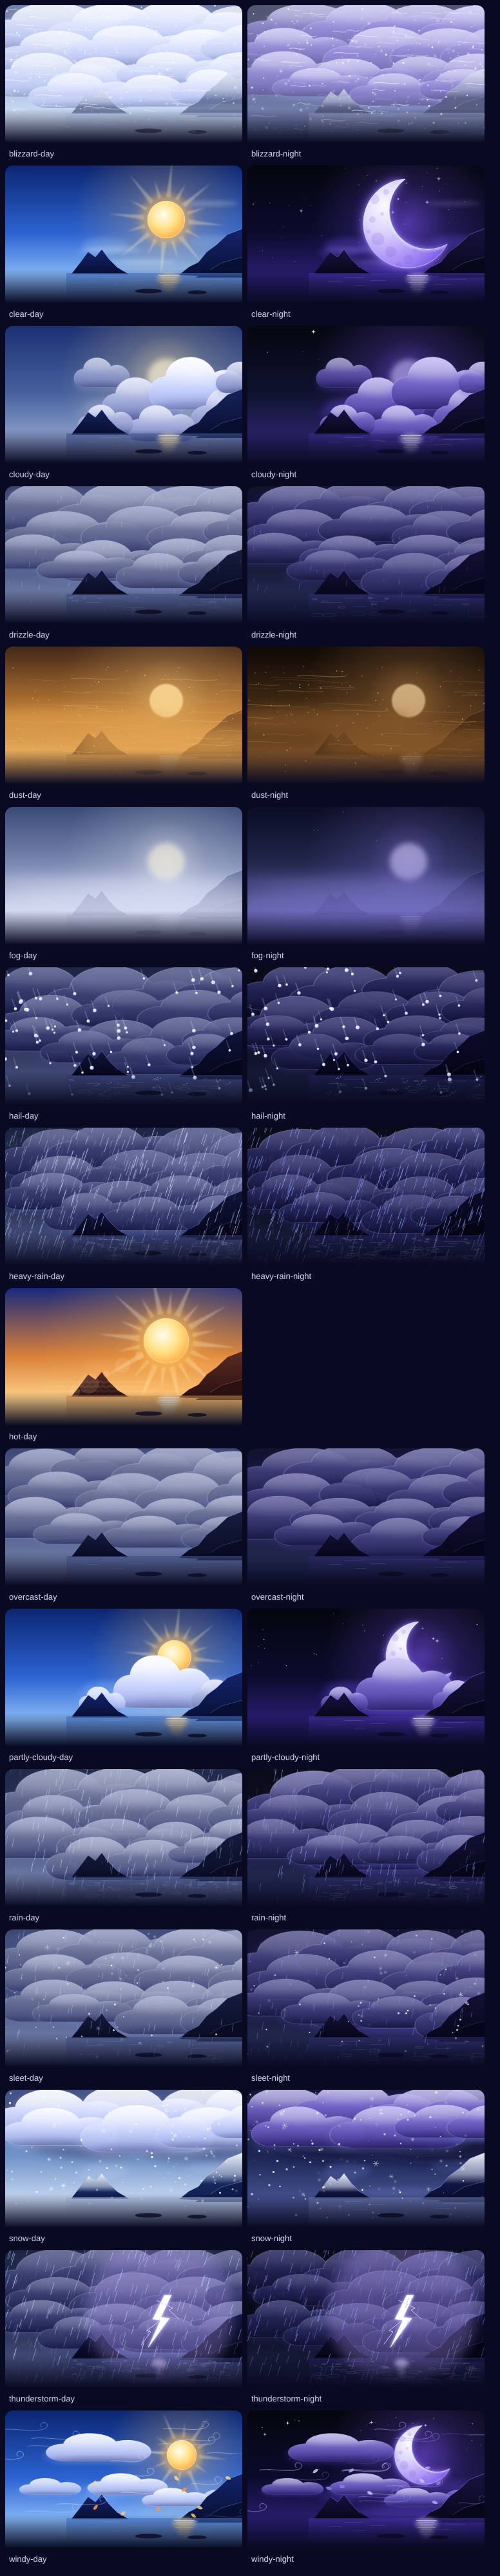 blizzard-day
blizzard-night
clear-day
clear-night
cloudy-day
cloudy-night
drizzle-day
drizzle-night
dust-day
dust-night
fog-day
fog-night
hail-day
hail-night
heavy-rain-day
heavy-rain-night
hot-day
overcast-day
overcast-night
partly-cloudy-day
partly-cloudy-night
rain-day
rain-night
sleet-day
sleet-night
snow-day
snow-night
thunderstorm-day
thunderstorm-night
windy-day
windy-night